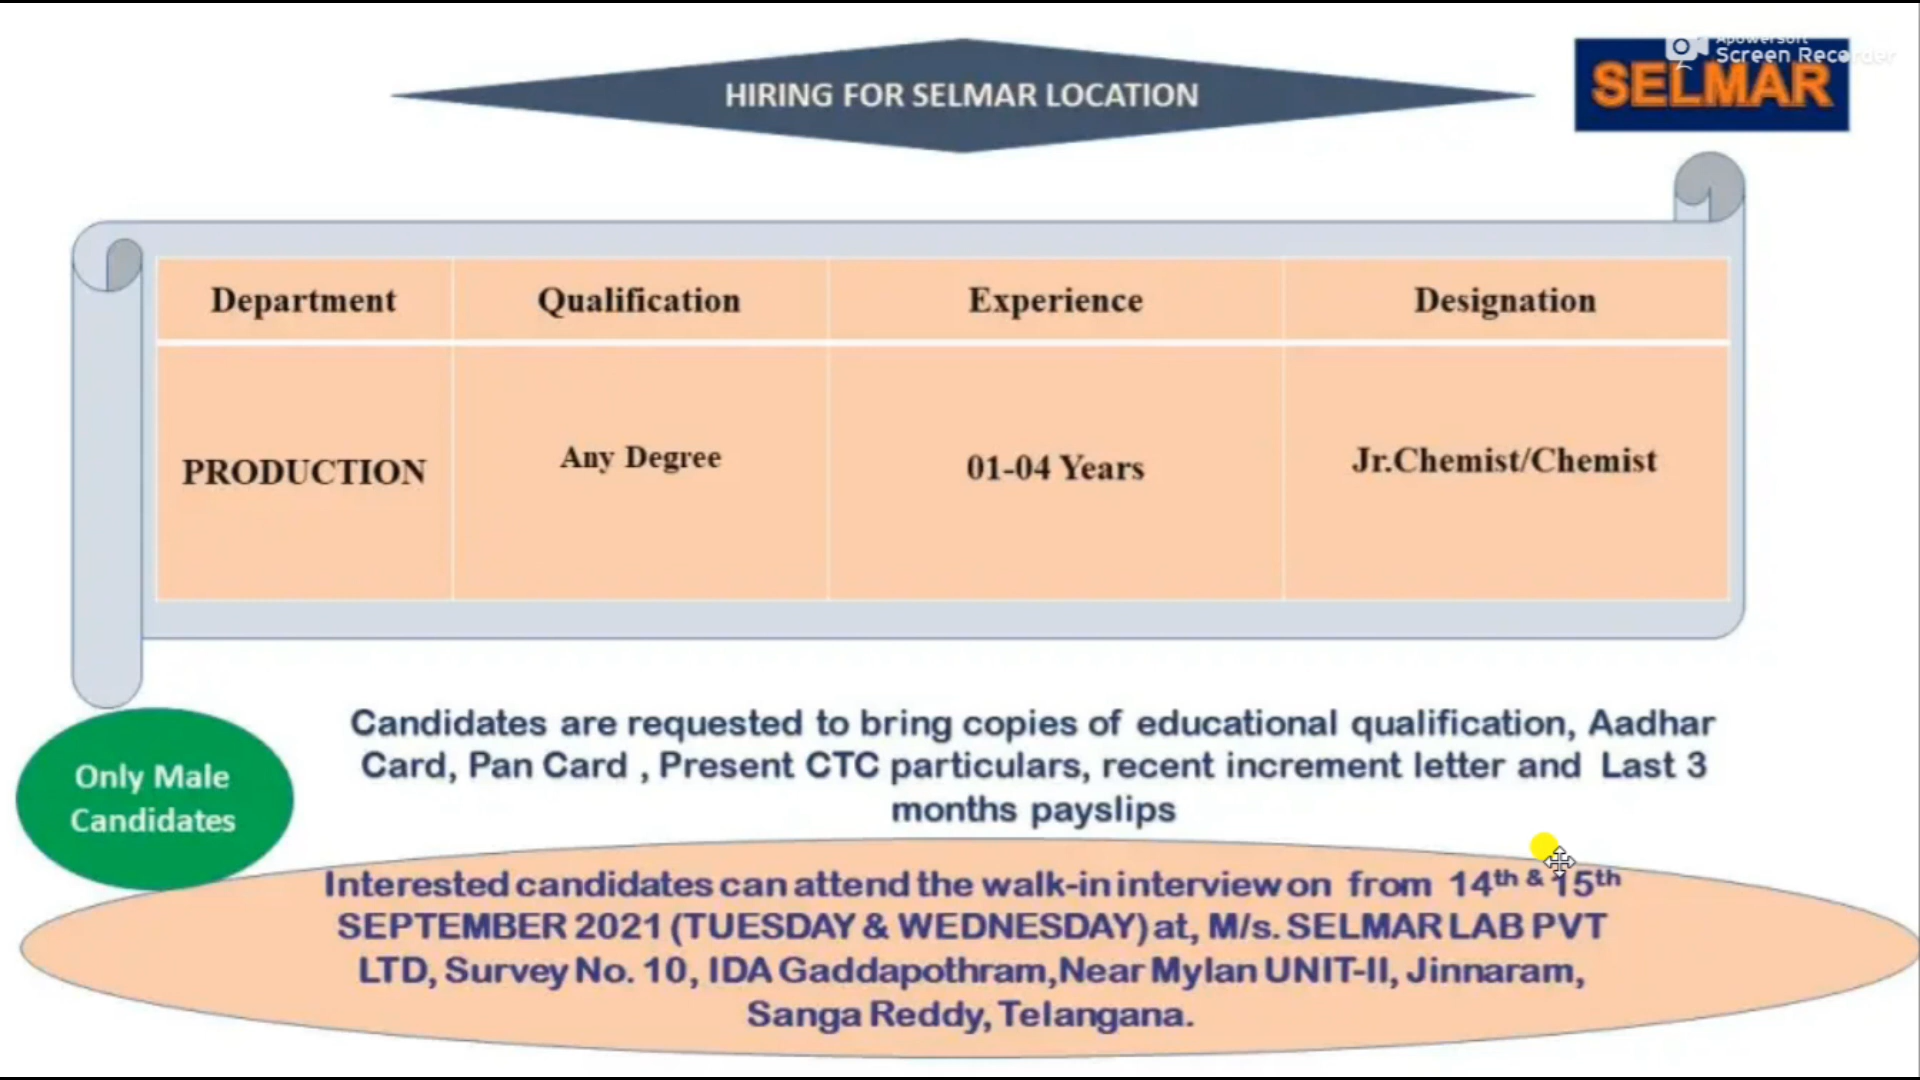 Apowersoft
Screen Recorder
HIRING FOR SELMAR LOCATION
SELMAR
Department Qualification Experience Designation
PRODUCTION Any Degree 01-04 Years Jr.Chemist/Chemist
Only Male
Candidates
Candidates are requested to bring copies of educational qualification, Aadhar
Card, Pan Card , Present CTC particulars, recent increment letter and Last 3
months payslips
Interested candidates can attend the walk-in interview on from 14th & 15th
SEPTEMBER 2021 (TUESDAY & WEDNESDAY) at, M/s. SELMAR LAB PVT
LTD, Survey No. 10, IDA Gaddapothram,Near Mylan UNIT-II, Jinnaram,
Sanga Reddy, Telangana.